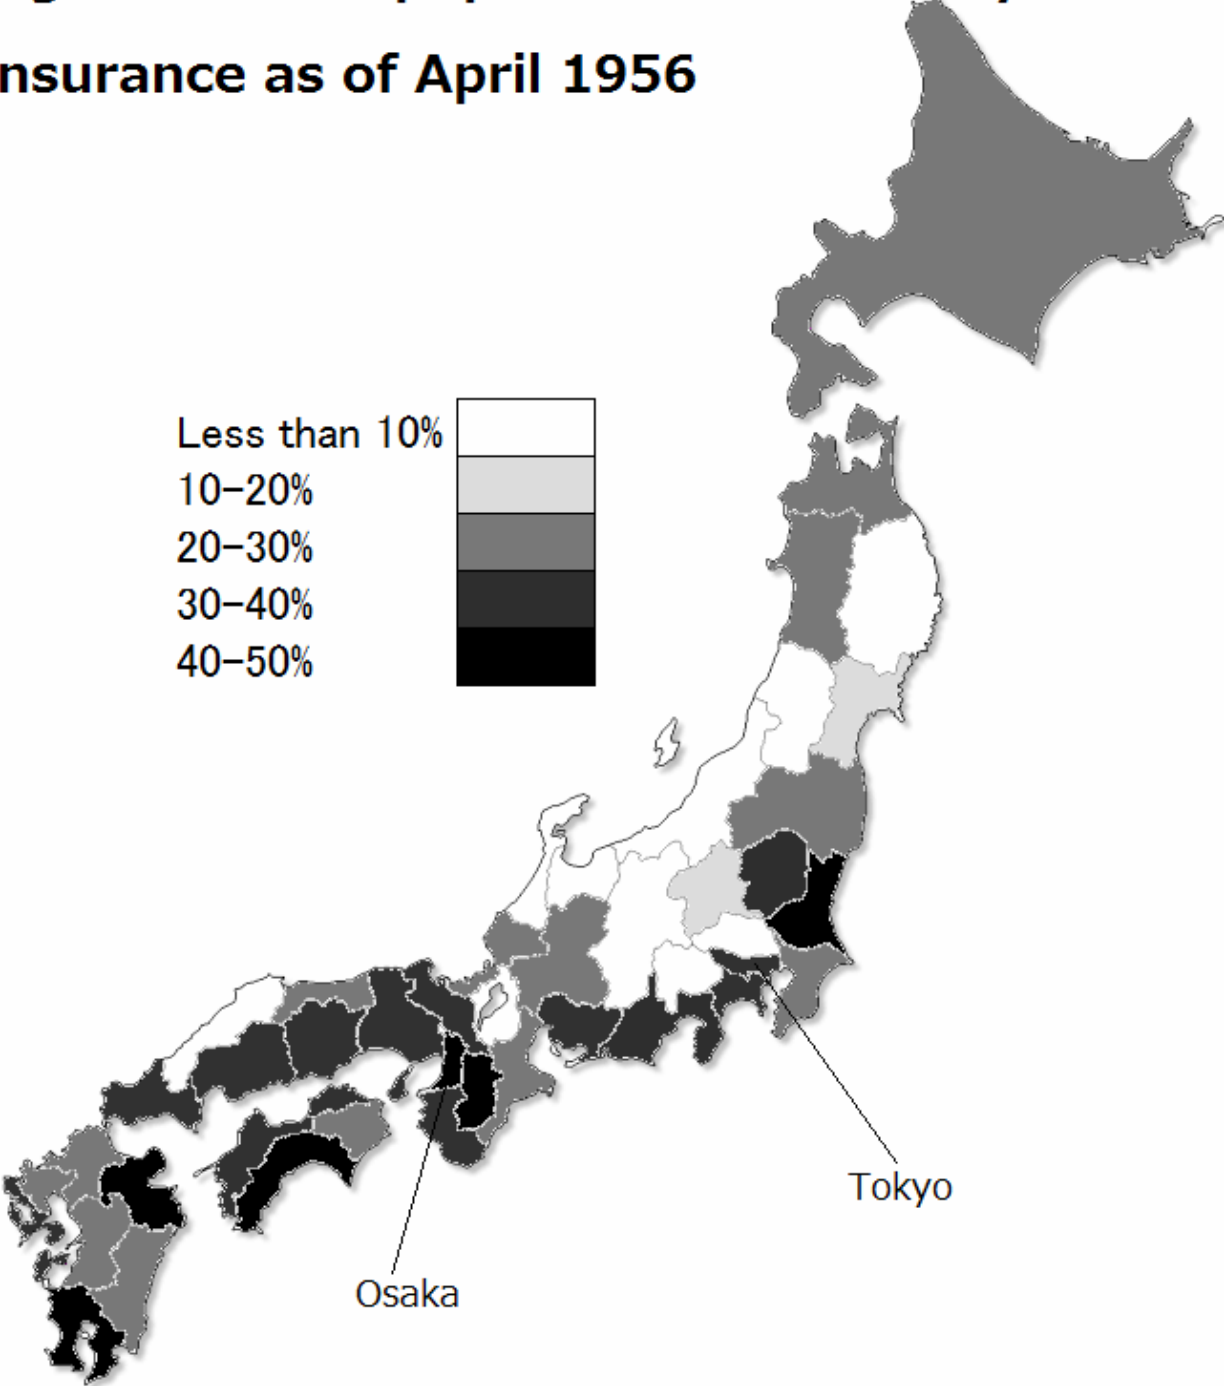 nsurance as of April 1956
Less than 10%
10-20%
20-30%
30-40%
40-50%
Tokyo
Osaka